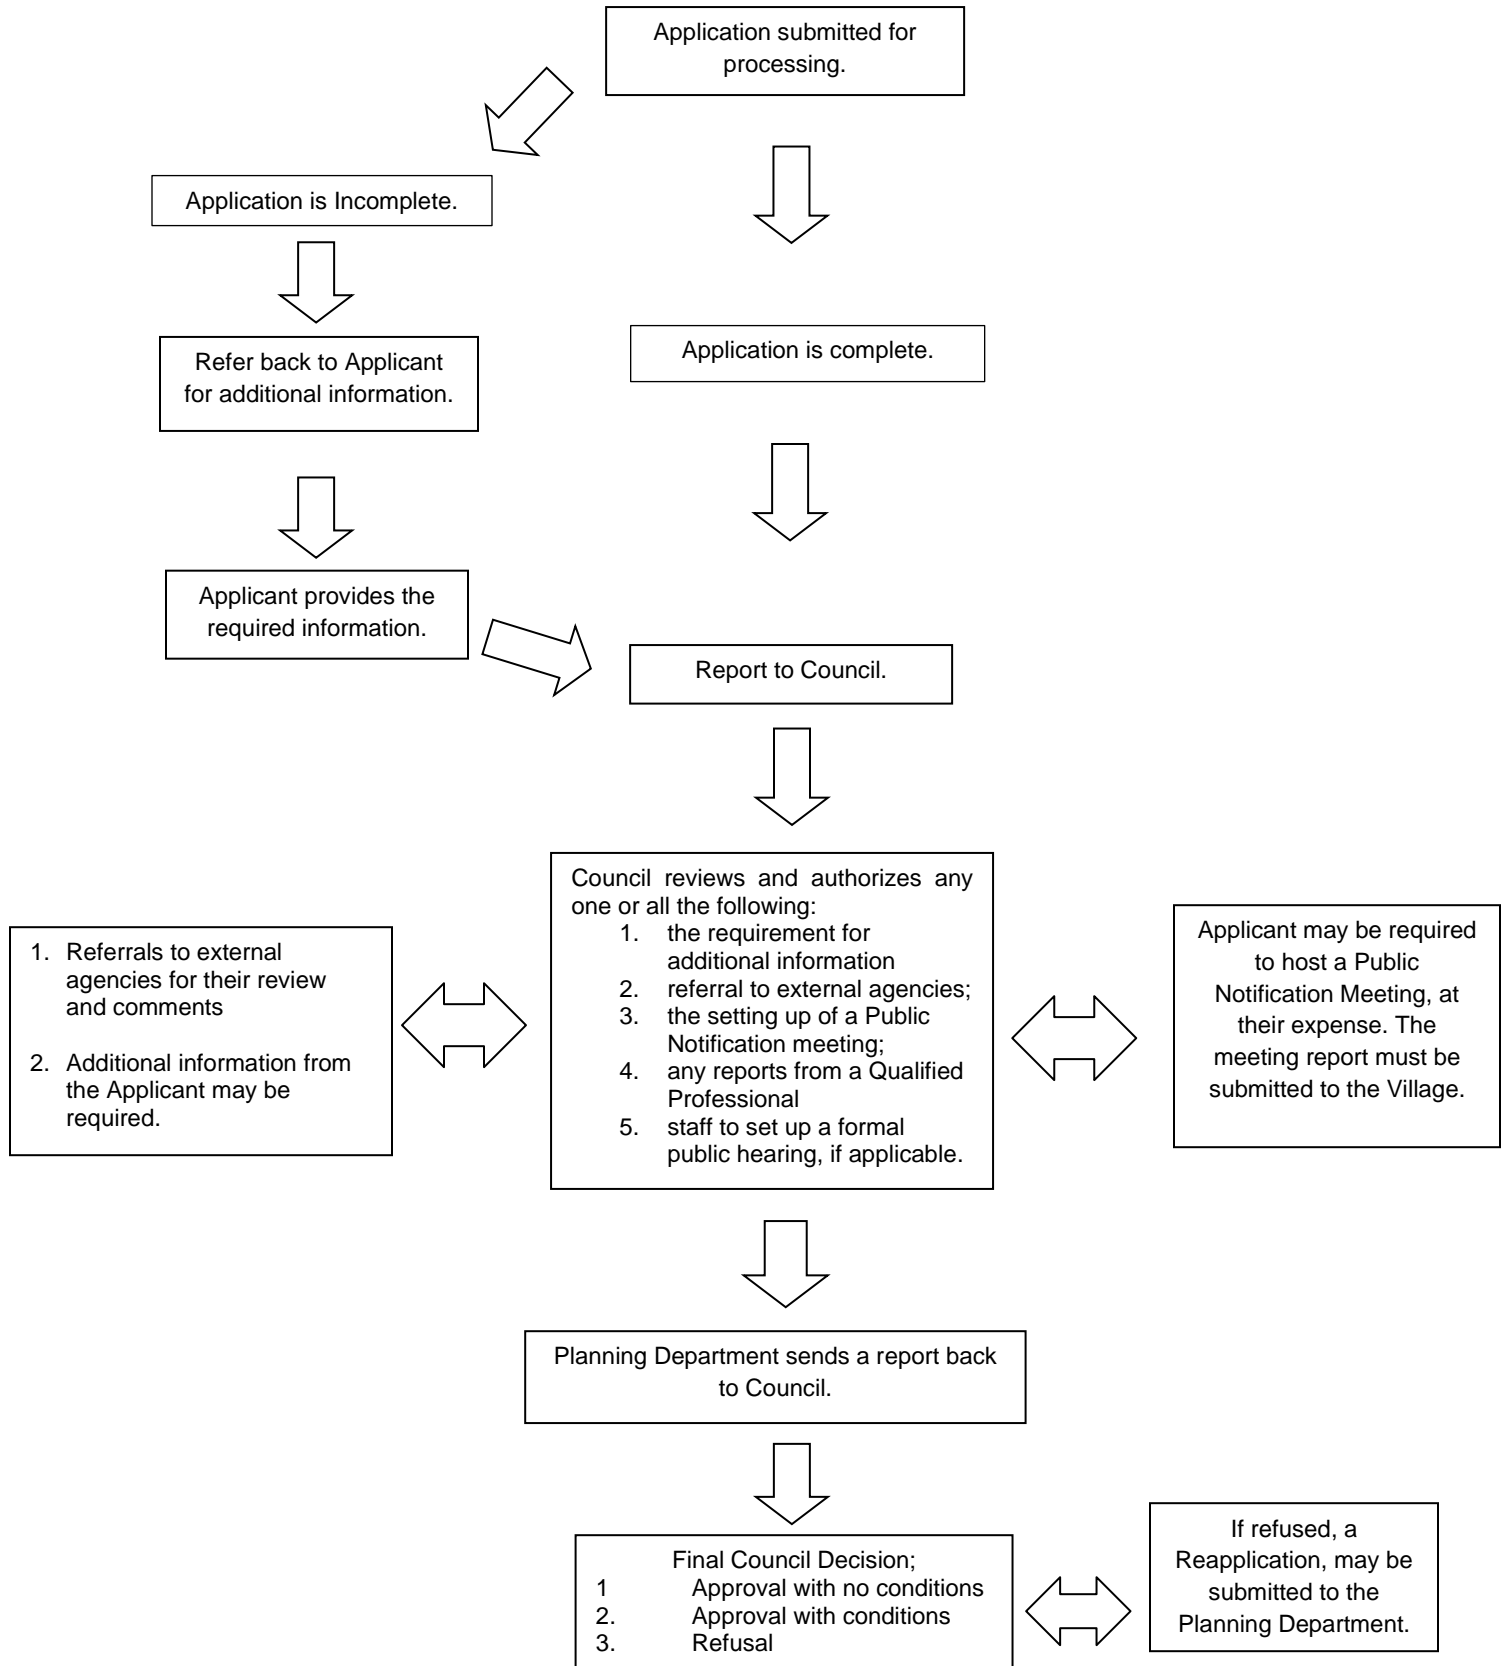 Application submitted for
processing.
Application is Incomplete.
Refer back to Applicant
for additional information.
Application is complete.
Applicant provides the
required information.
Report to Council.
Council reviews and authorizes any
one or all the following:
1. the requirement for
additional information
2. referral to external agencies;
3. the setting up of a Public
Notification meeting;
4. any reports from a Qualified
Professional
5. staff to set up a formal
public hearing, if applicable.
1. Referrals to external
agencies for their review
and comments
2. Additional information from
the Applicant may be
required.
Applicant may be required
to host a Public
Notification Meeting, at
their expense. The
meeting report must be
submitted to the Village.
Planning Department sends a report back
to Council.
Final Council Decision;
1 Approval with no conditions
2. Approval with conditions
3. Refusal
If refused, a
Reapplication, may be
submitted to the
Planning Department.